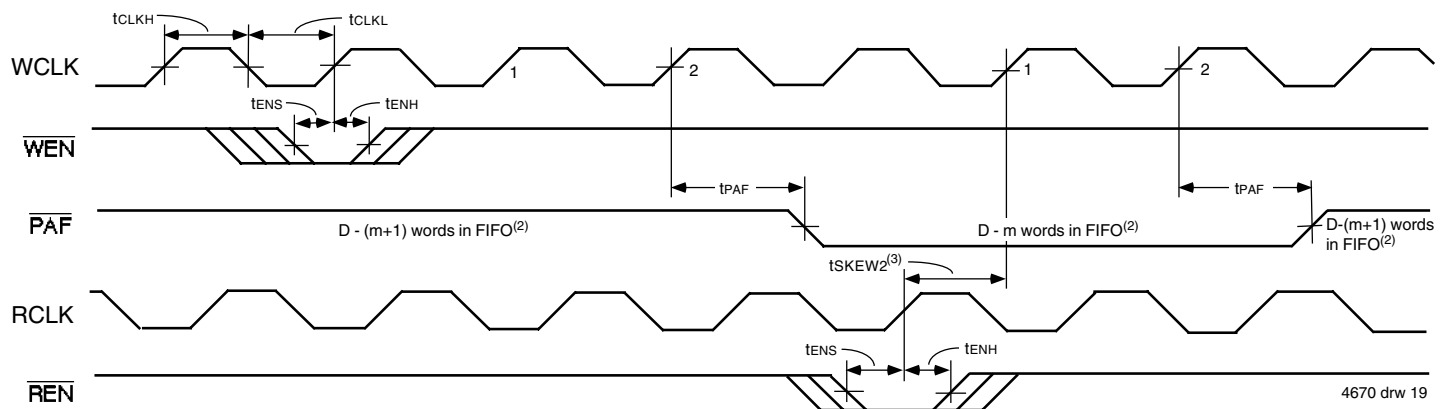 tCLKH tCLKL
WCLK 1 2 1 2
tENS tENH
WEN
tPAF tPAF
PAF D - (m+1) words in FIFO(2) D - m words in FIFO(2) D-(m+1) words
in FIFO(2)
tSKEW2(3)
RCLK
tENS tENH
REN 4670 drw 19